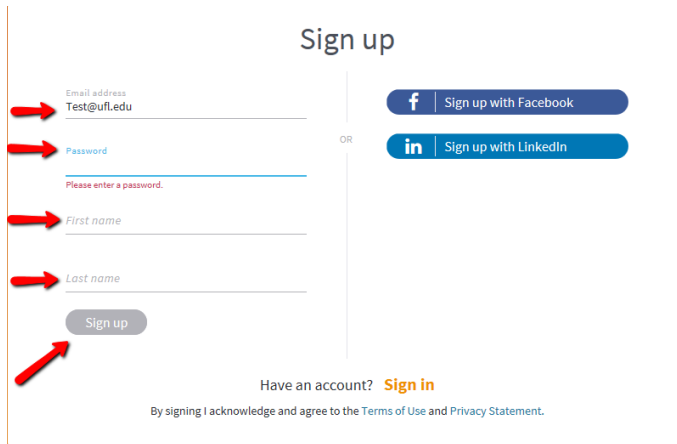 Sign up
Email address
Test@ufl.edu
Password
Please enter a password.
First name
Last name
Sign up
OR
f Sign up with Facebook
in Sign up with LinkedIn
Have an account? Sign in
By signing I acknowledge and agree to the Terms of Use and Privacy Statement.